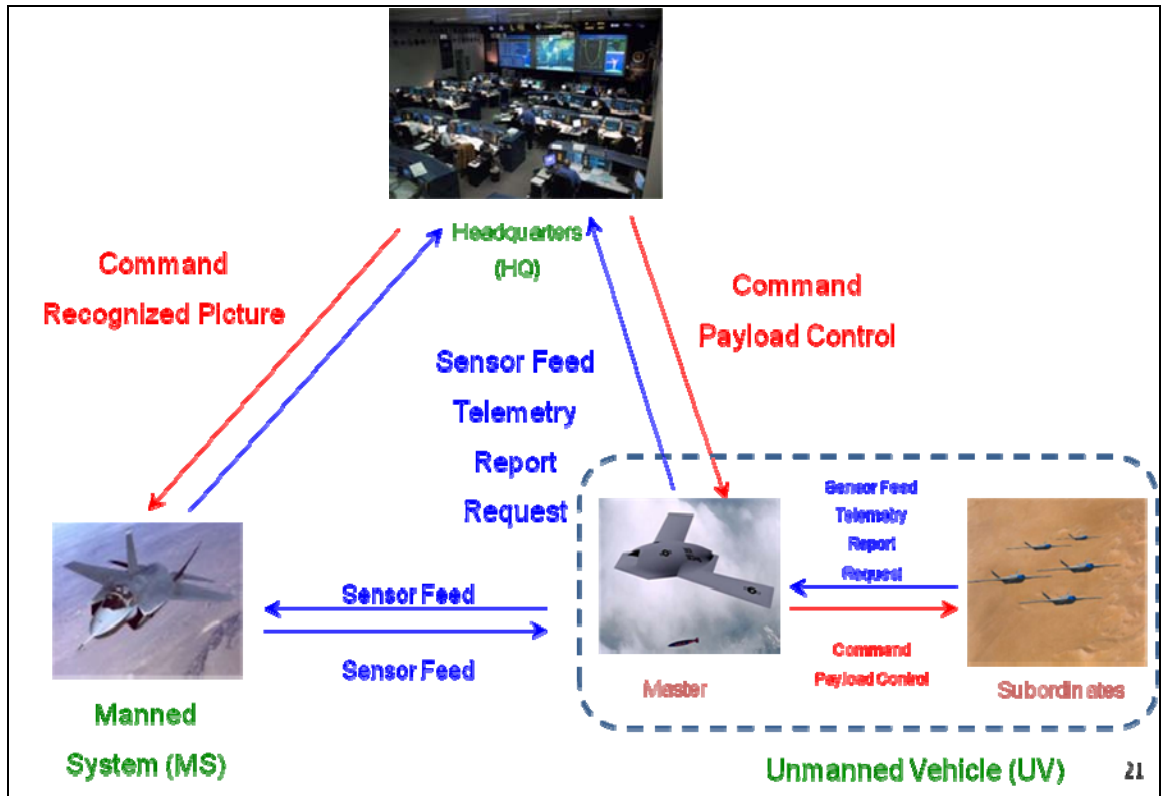 Headquarters
(HQ)
Command
Recognized Picture
Command
Payload Control
Sensor Feed
Telemetry
Report
Request
Sensor Feed
Telemetry
Report
Request
Sensor Feed
Sensor Feed
Command
Payload Control
Master
Subordinates
Manned
System (MS)
Unmanned Vehicle (UV)
21